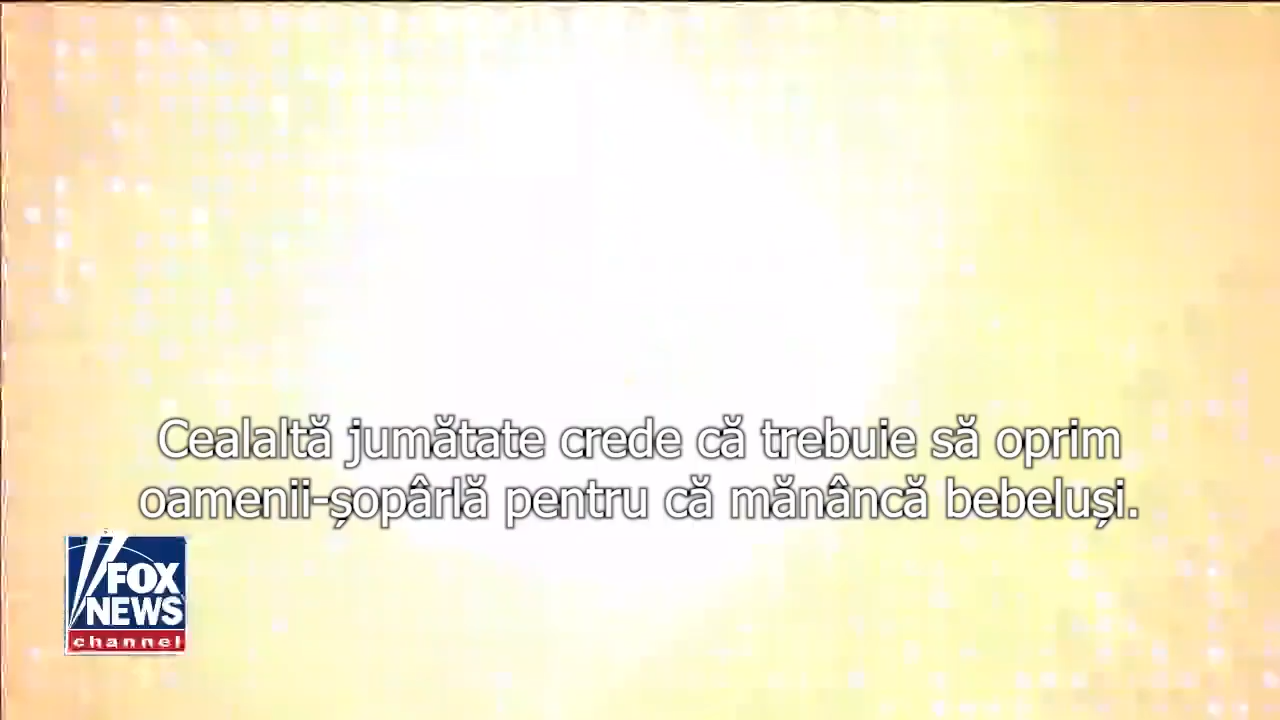 Cealaltă jumătate crede că trebuie să oprim
oamenii-șopârlă pentru că mănâncă bebeluși.
FOX
NEWS
channel